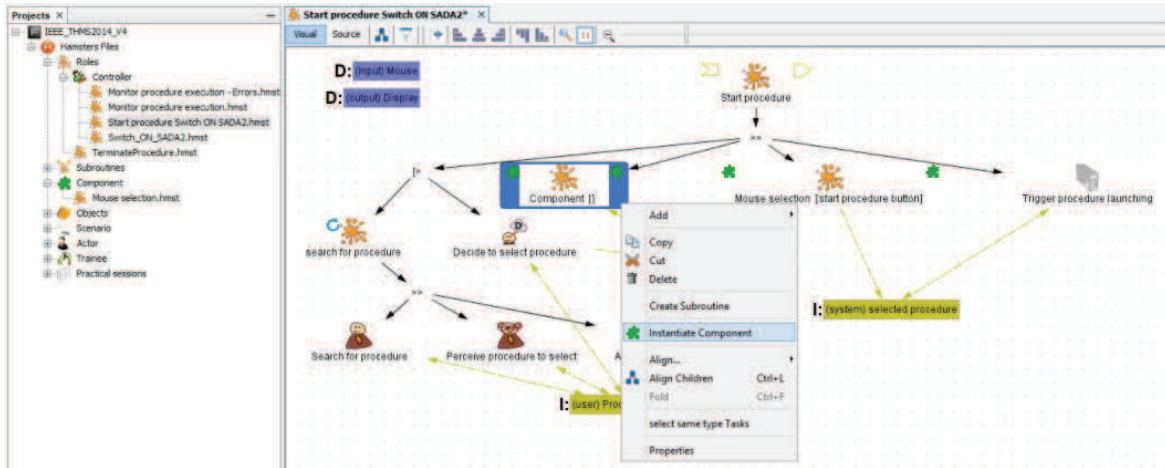 Projects ×
IEEE_THMS2014_V4
Hamsters Files
Roles
Controller
Monitor procedure execution - Errors.hmst
Monitor procedure execution.hmst
Start procedure Switch ON SADA2.hmst
Switch_ON_SADA2.hmst
TerminateProcedure.hmst
Subroutines
Component
Mouse selection.hmst
Objects
Scenario
Actor
Trainee
Practical sessions
Start procedure Switch ON SADA2* ×
Visual Source
D: (input) Mouse
D: (output) Display
Start procedure
>>
[>
Component []
Mouse selection [start procedure button]
Trigger procedure launching
search for procedure
Decide to select procedure
D
>>
Search for procedure
Perceive procedure to select
A
I: (user) Proc
I: (system) selected procedure
Add
Copy
Cut
Delete
Create Subroutine
Instantiate Component
Align...
Align Children Ctrl+L
Fold Ctrl+F
select same type Tasks
Properties